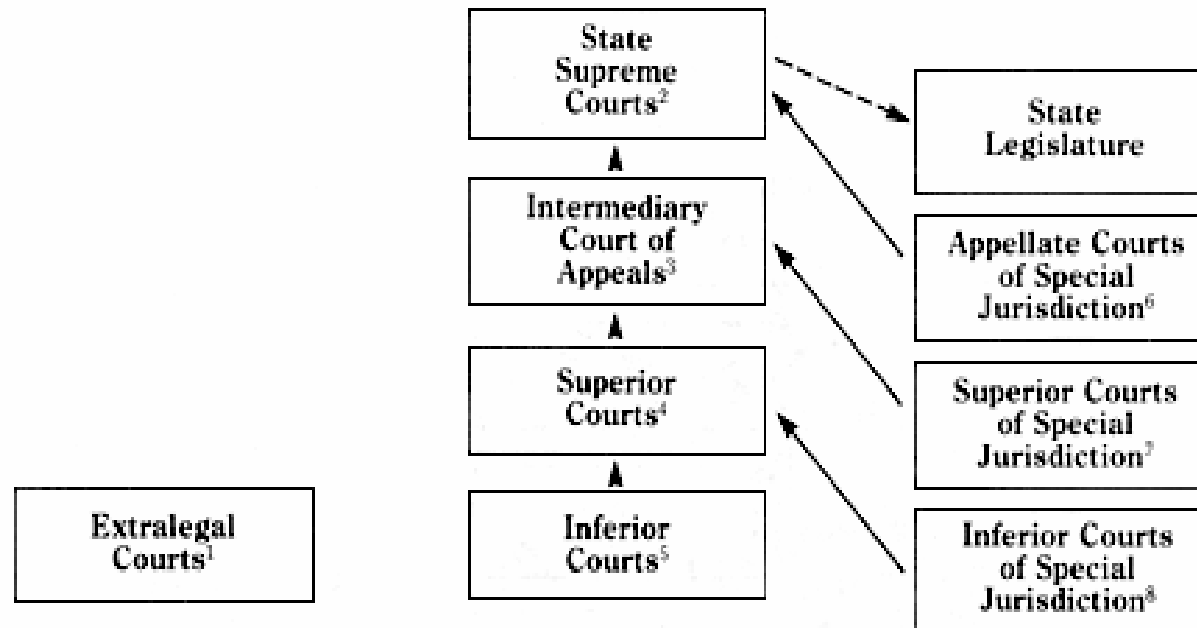 State
Supreme
Courts²
State
Legislature
Intermediary
Court of
Appeals³
Appellate Courts
of Special
Jurisdiction⁶
Superior
Courts⁴
Superior Courts
of Special
Jurisdiction⁷
Extralegal
Courts¹
Inferior
Courts⁵
Inferior Courts
of Special
Jurisdiction⁸